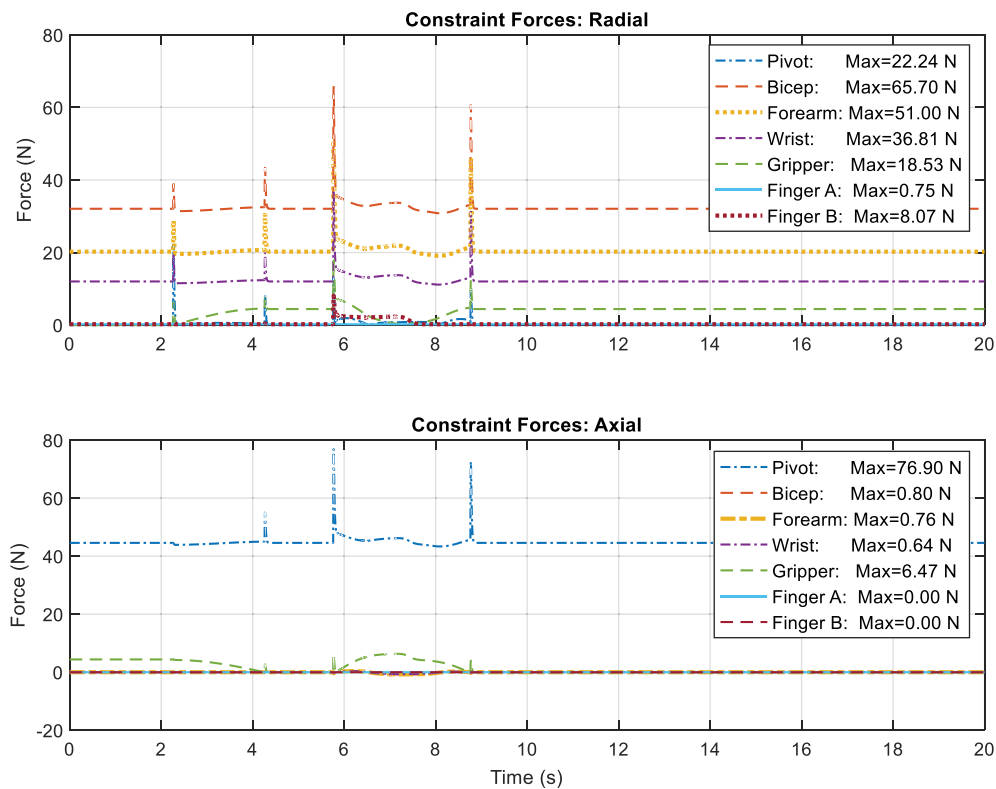 Constraint Forces: Radial
80
60
40
20
0
Force (N)
Pivot: Max=22.24 N
Bicep: Max=65.70 N
Forearm: Max=51.00 N
Wrist: Max=36.81 N
Gripper: Max=18.53 N
Finger A: Max=0.75 N
Finger B: Max=8.07 N
0 2 4 6 8 10 12 14 16 18 20
Constraint Forces: Axial
80
60
40
20
0
-20
Force (N)
Pivot: Max=76.90 N
Bicep: Max=0.80 N
Forearm: Max=0.76 N
Wrist: Max=0.64 N
Gripper: Max=6.47 N
Finger A: Max=0.00 N
Finger B: Max=0.00 N
0 2 4 6 8 10 12 14 16 18 20
Time (s)